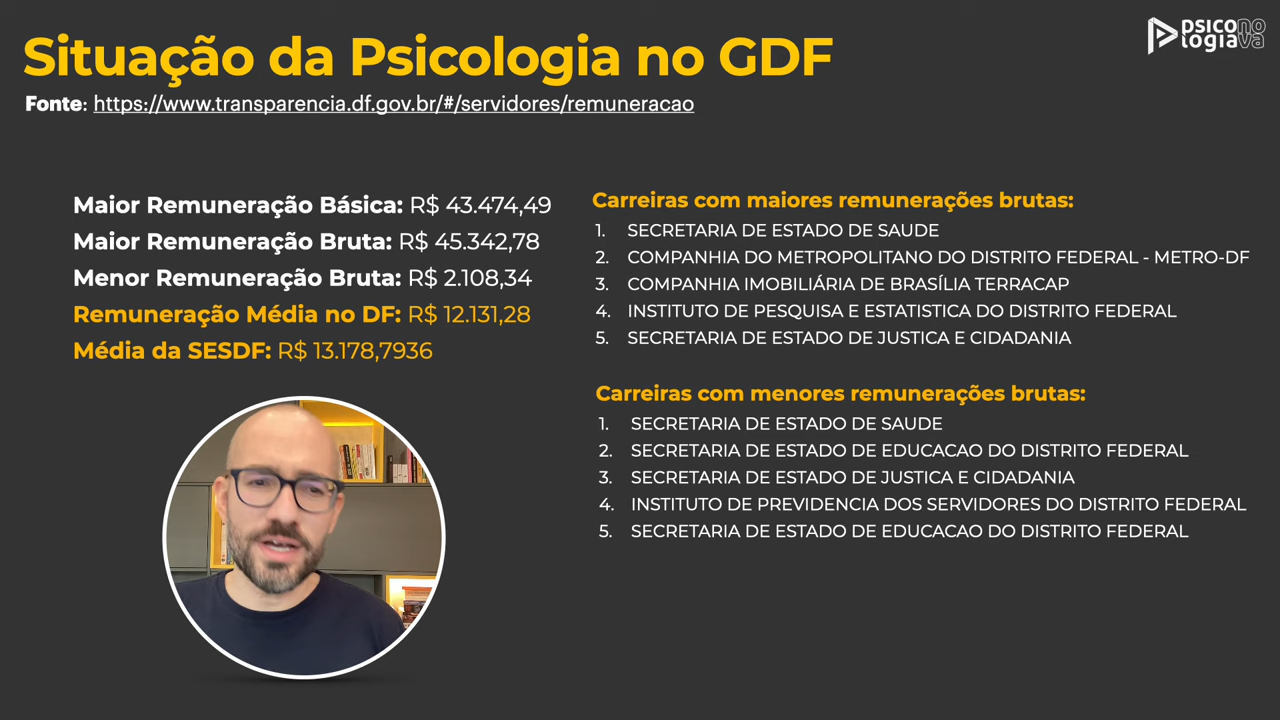 Situação da Psicologia no GDF
psicologia nova
Fonte: https://www.transparencia.df.gov.br/#/servidores/remuneracao
Maior Remuneração Básica: R$ 43.474,49
Maior Remuneração Bruta: R$ 45.342,78
Menor Remuneração Bruta: R$ 2.108,34
Remuneração Média no DF: R$ 12.131,28
Média da SESDF: R$ 13.178,7936
Carreiras com maiores remunerações brutas:
1. SECRETARIA DE ESTADO DE SAUDE
2. COMPANHIA DO METROPOLITANO DO DISTRITO FEDERAL - METRO-DF
3. COMPANHIA IMOBILIÁRIA DE BRASÍLIA TERRACAP
4. INSTITUTO DE PESQUISA E ESTATISTICA DO DISTRITO FEDERAL
5. SECRETARIA DE ESTADO DE JUSTICA E CIDADANIA
Carreiras com menores remunerações brutas:
1. SECRETARIA DE ESTADO DE SAUDE
2. SECRETARIA DE ESTADO DE EDUCACAO DO DISTRITO FEDERAL
3. SECRETARIA DE ESTADO DE JUSTICA E CIDADANIA
4. INSTITUTO DE PREVIDENCIA DOS SERVIDORES DO DISTRITO FEDERAL
5. SECRETARIA DE ESTADO DE EDUCACAO DO DISTRITO FEDERAL